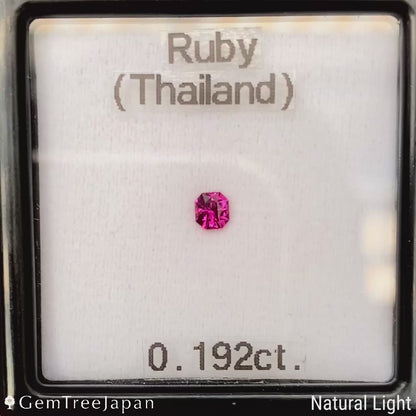 Ruby
(Thailand)
0.192ct.
GemTreeJapan
Natural Light